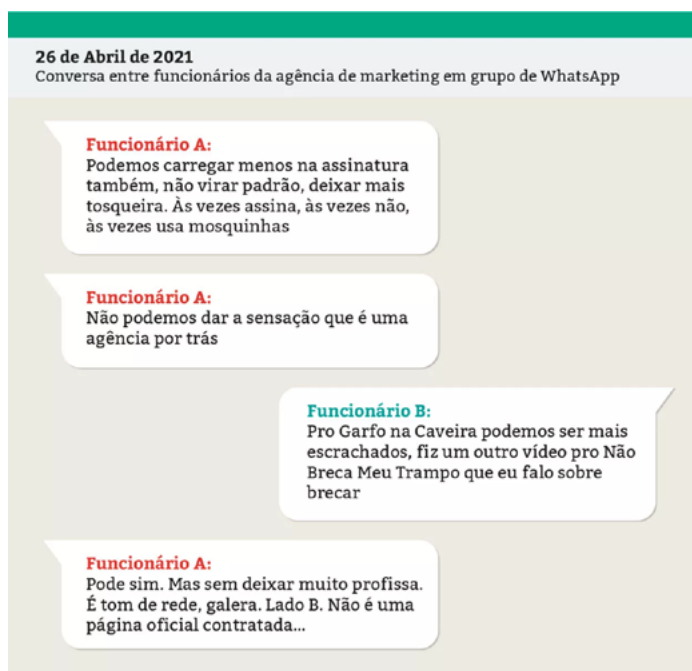 26 de Abril de 2021
Conversa entre funcionários da agência de marketing em grupo de WhatsApp
Funcionário A:
Podemos carregar menos na assinatura
também, não virar padrão, deixar mais
tosqueira. Às vezes assina, às vezes não,
às vezes usa mosquinhas
Funcionário A:
Não podemos dar a sensação que é uma
agência por trás
Funcionário B:
Pro Garfo na Caveira podemos ser mais
escrachados, fiz um outro vídeo pro Não
Breca Meu Trampo que eu falo sobre
brecar
Funcionário A:
Pode sim. Mas sem deixar muito profissa.
É tom de rede, galera. Lado B. Não é uma
página oficial contratada...